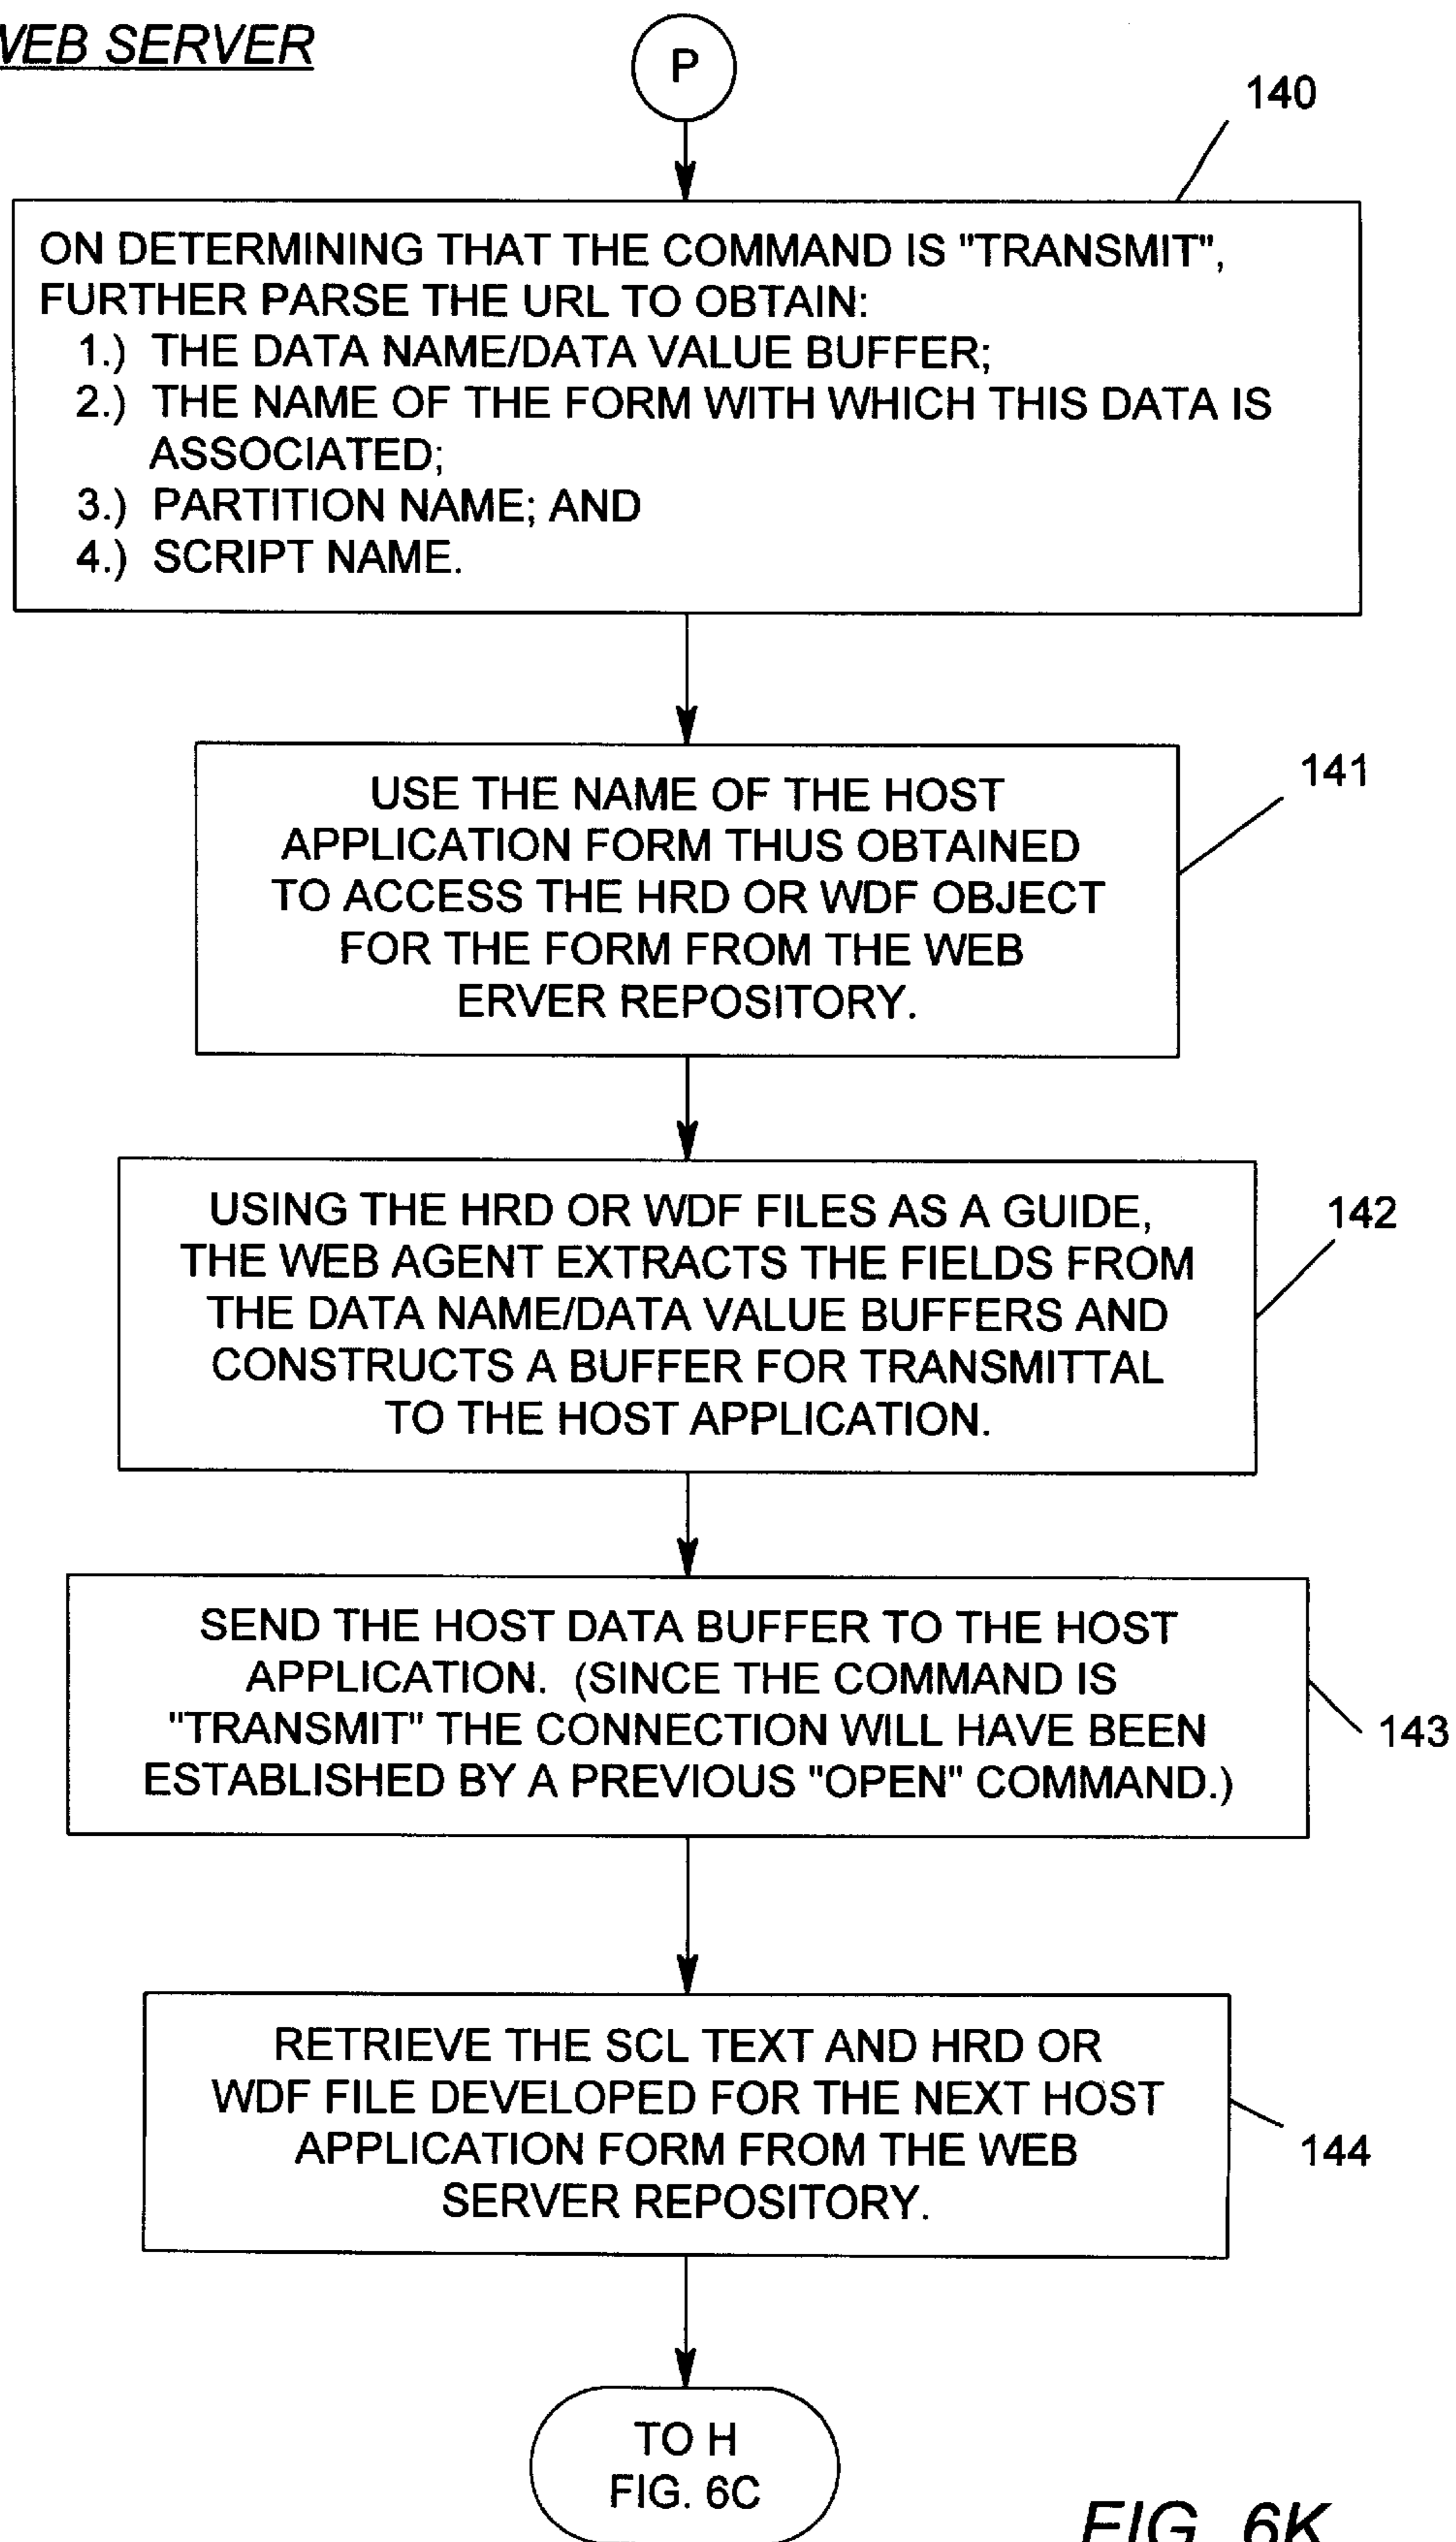 WEB SERVER
P
140
ON DETERMINING THAT THE COMMAND IS "TRANSMIT",
FURTHER PARSE THE URL TO OBTAIN:
1.) THE DATA NAME/DATA VALUE BUFFER;
2.) THE NAME OF THE FORM WITH WHICH THIS DATA IS
ASSOCIATED;
3.) PARTITION NAME; AND
4.) SCRIPT NAME.
141
USE THE NAME OF THE HOST
APPLICATION FORM THUS OBTAINED
TO ACCESS THE HRD OR WDF OBJECT
FOR THE FORM FROM THE WEB
ERVER REPOSITORY.
142
USING THE HRD OR WDF FILES AS A GUIDE,
THE WEB AGENT EXTRACTS THE FIELDS FROM
THE DATA NAME/DATA VALUE BUFFERS AND
CONSTRUCTS A BUFFER FOR TRANSMITTAL
TO THE HOST APPLICATION.
SEND THE HOST DATA BUFFER TO THE HOST
APPLICATION. (SINCE THE COMMAND IS
"TRANSMIT" THE CONNECTION WILL HAVE BEEN
ESTABLISHED BY A PREVIOUS "OPEN" COMMAND.)
143
RETRIEVE THE SCL TEXT AND HRD OR
WDF FILE DEVELOPED FOR THE NEXT HOST
APPLICATION FORM FROM THE WEB
SERVER REPOSITORY.
144
TO H
FIG. 6C
FIG. 6K